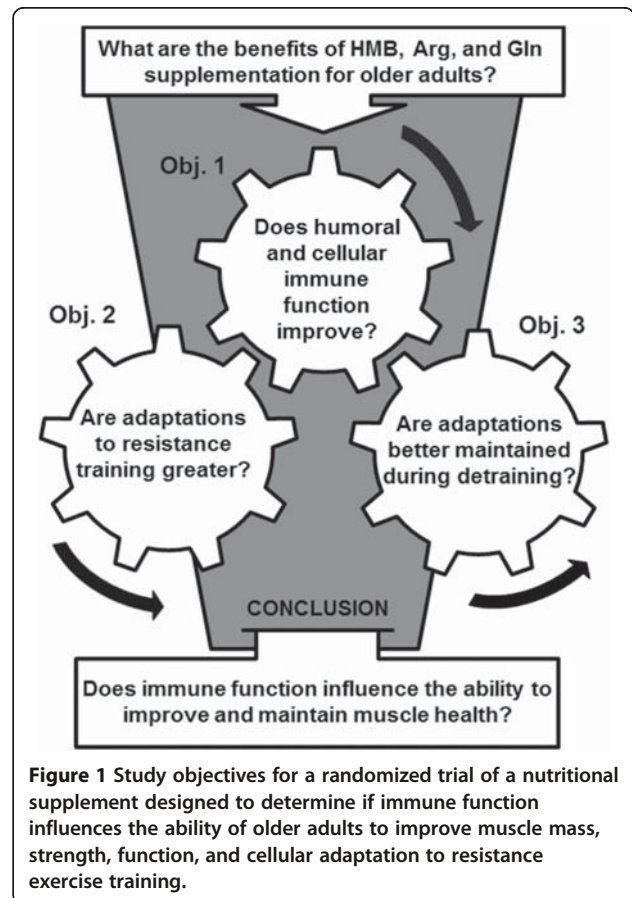 What are the benefits of HMB, Arg, and Gln
supplementation for older adults?
Obj. 1
Does humoral
and cellular
immune
function
improve?
Obj. 2
Are adaptations
to resistance
training greater?
Obj. 3
Are adaptations
better maintained
during detraining?
CONCLUSION
Does immune function influence the ability to
improve and maintain muscle health?
Figure 1 Study objectives for a randomized trial of a nutritional
supplement designed to determine if immune function
influences the ability of older adults to improve muscle mass,
strength, function, and cellular adaptation to resistance
exercise training.